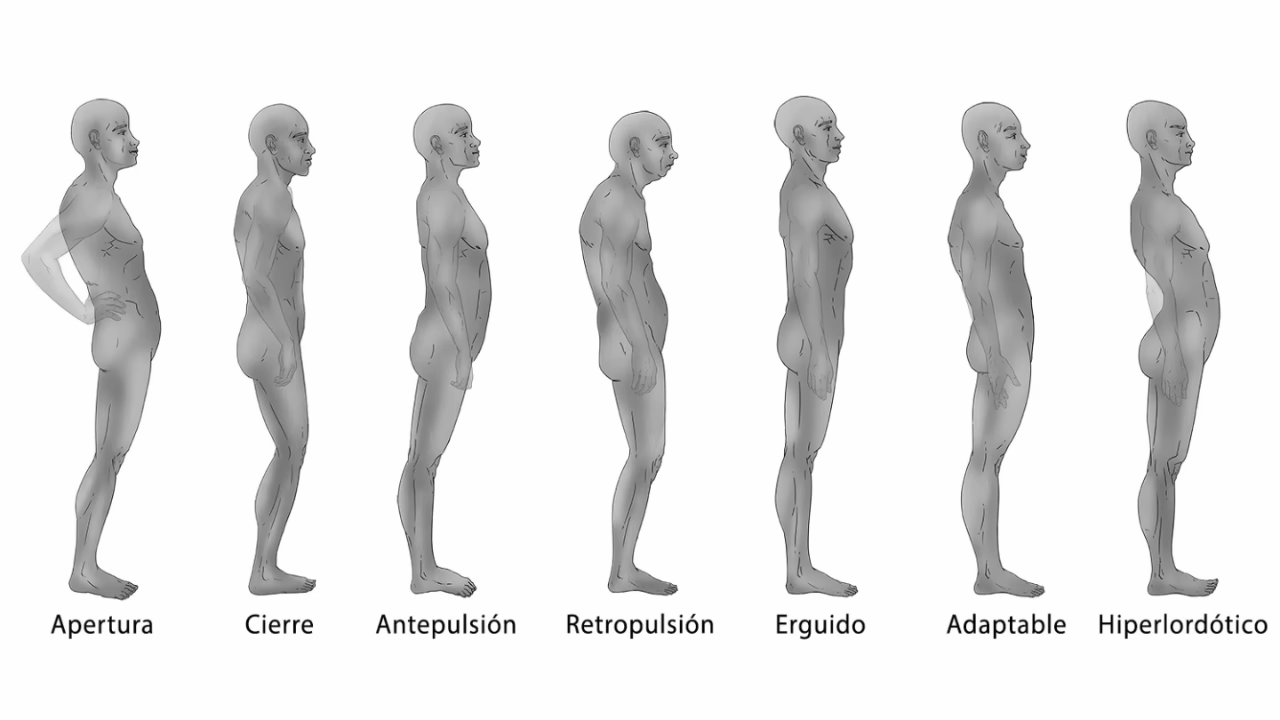 Apertura
Cierre
Antepulsión
Retropulsión
Erguido
Adaptable
Hiperlordótico